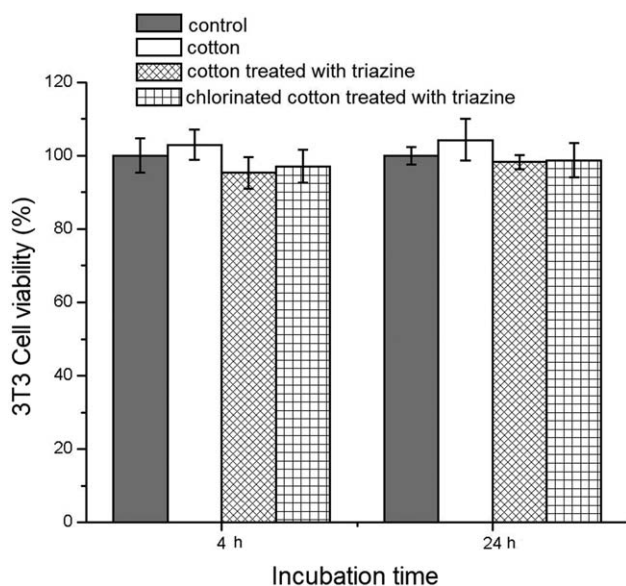 control
cotton
cotton treated with triazine
chlorinated cotton treated with triazine
120
100
80
60
40
20
0
3T3 Cell viability (%)
4 h
24 h
Incubation time